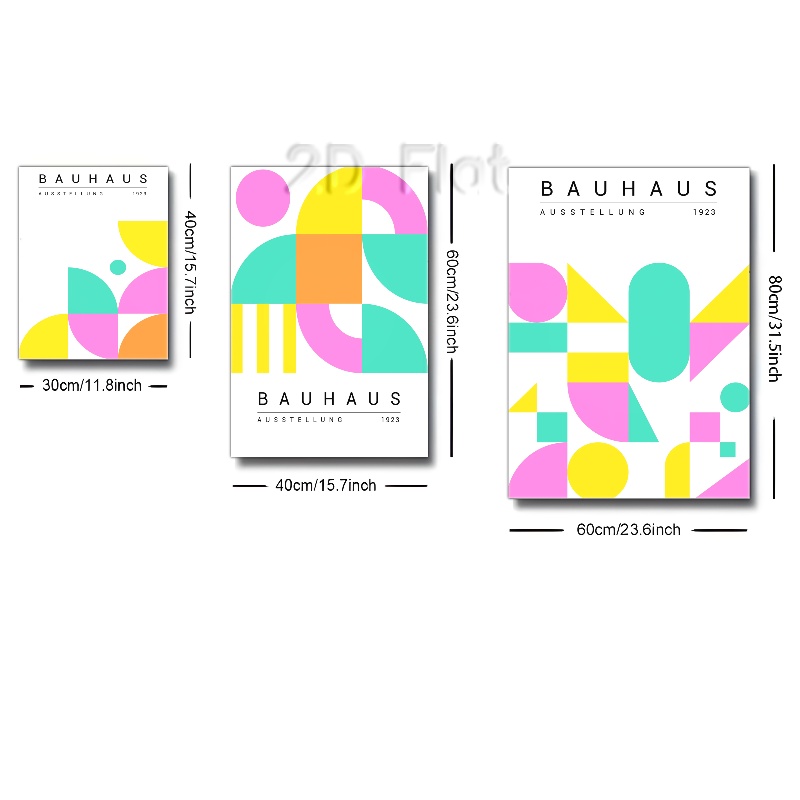 2D Flat
BAUHAUS
AUSSTELLUNG 1923
40cm/15.7inch
30cm/11.8inch
BAUHAUS
AUSSTELLUNG 1923
60cm/23.6inch
40cm/15.7inch
BAUHAUS
AUSSTELLUNG 1923
80cm/31.5inch
60cm/23.6inch